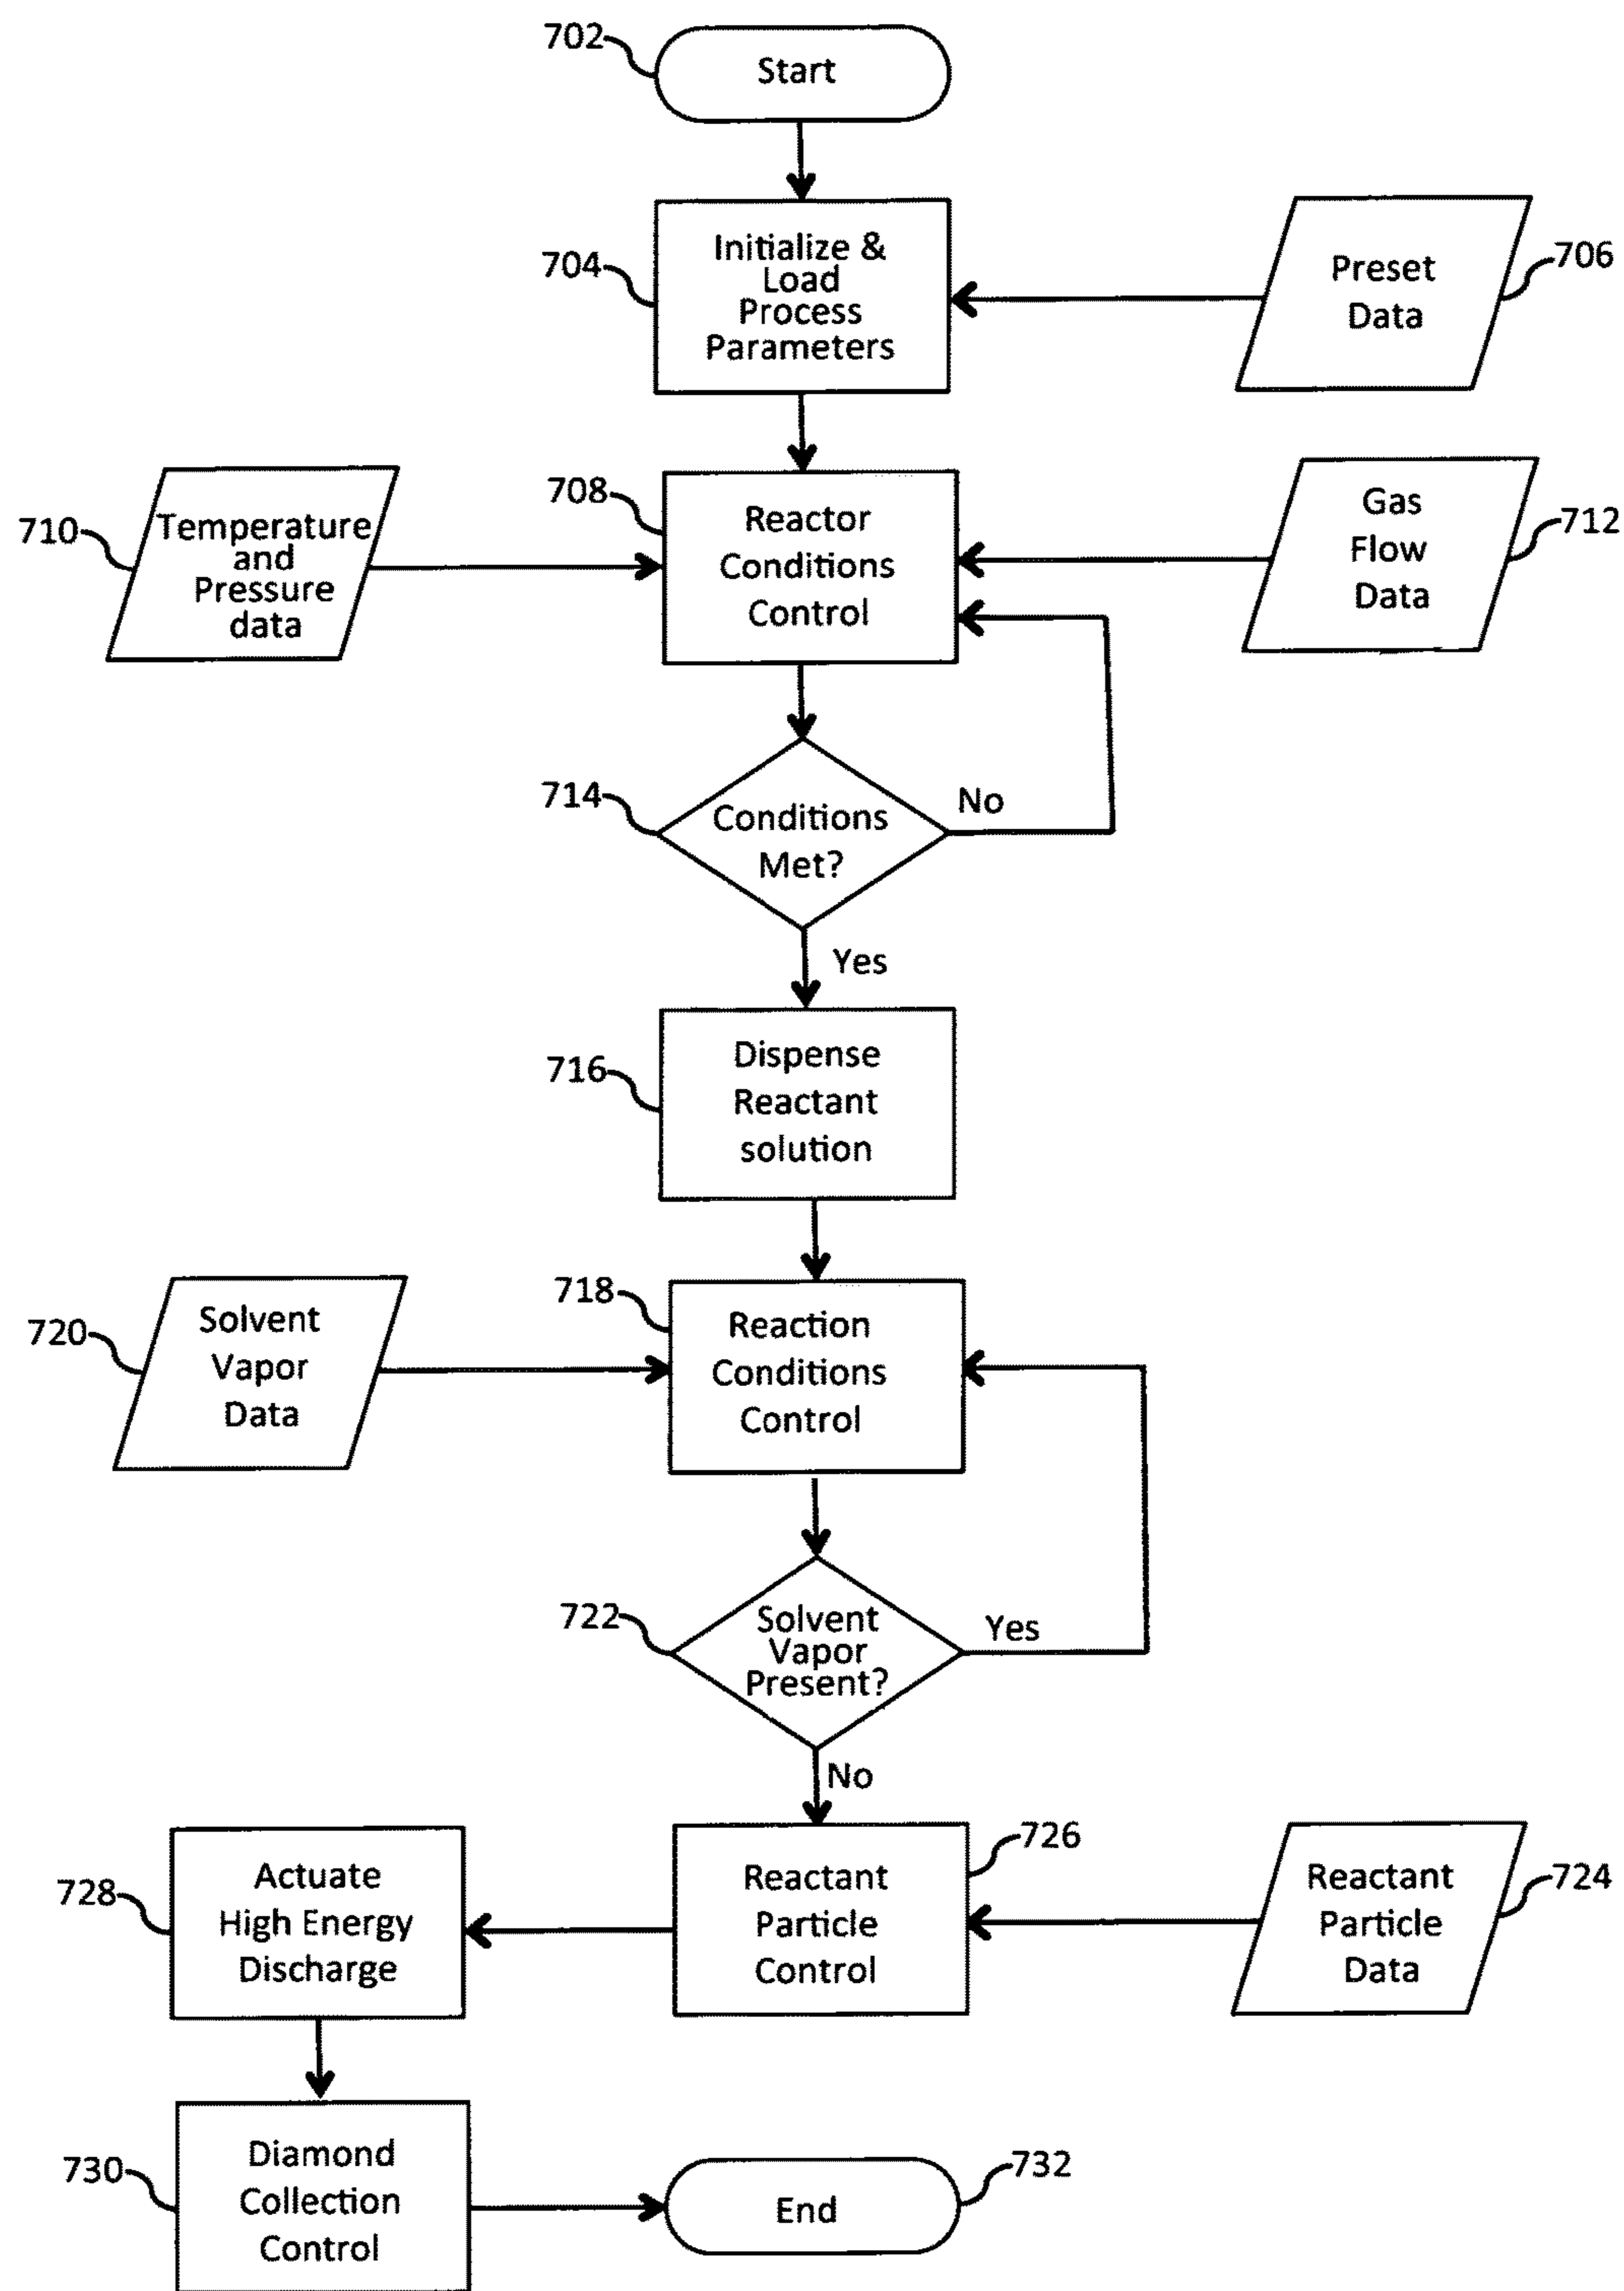 702
Start
704
Initialize &
Load
Process
Parameters
Preset
Data
706
710
Temperature
and
Pressure
data
708
Reactor
Conditions
Control
Gas
Flow
Data
712
714
Conditions
Met?
No
Yes
716
Dispense
Reactant
solution
720
Solvent
Vapor
Data
718
Reaction
Conditions
Control
722
Solvent
Vapor
Present?
Yes
No
728
Actuate
High Energy
Discharge
Reactant
Particle
Control
726
Reactant
Particle
Data
724
730
Diamond
Collection
Control
End
732